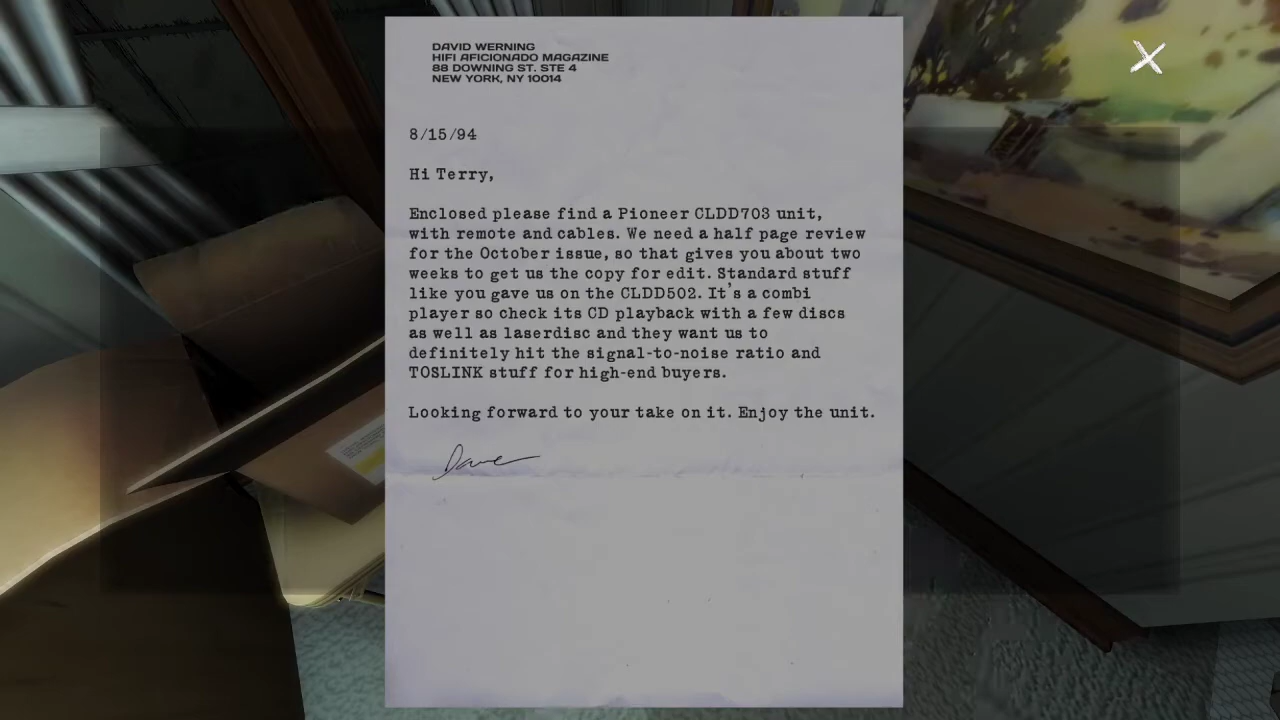 DAVID WERNING
HIFI AFICIONADO MAGAZINE
88 DOWNING ST. STE 4
NEW YORK, NY 10014
8/15/94
Hi Terry,
Enclosed please find a Pioneer CLDD703 unit,
with remote and cables. We need a half page review
for the October issue, so that gives you about two
weeks to get us the copy for edit. Standard stuff
like you gave us on the CLDD502. It's a combi
player so check its CD playback with a few discs
as well as laserdisc and they want us to
definitely hit the signal-to-noise ratio and
TOSLINK stuff for high-end buyers.
Looking forward to your take on it. Enjoy the unit.
Dave